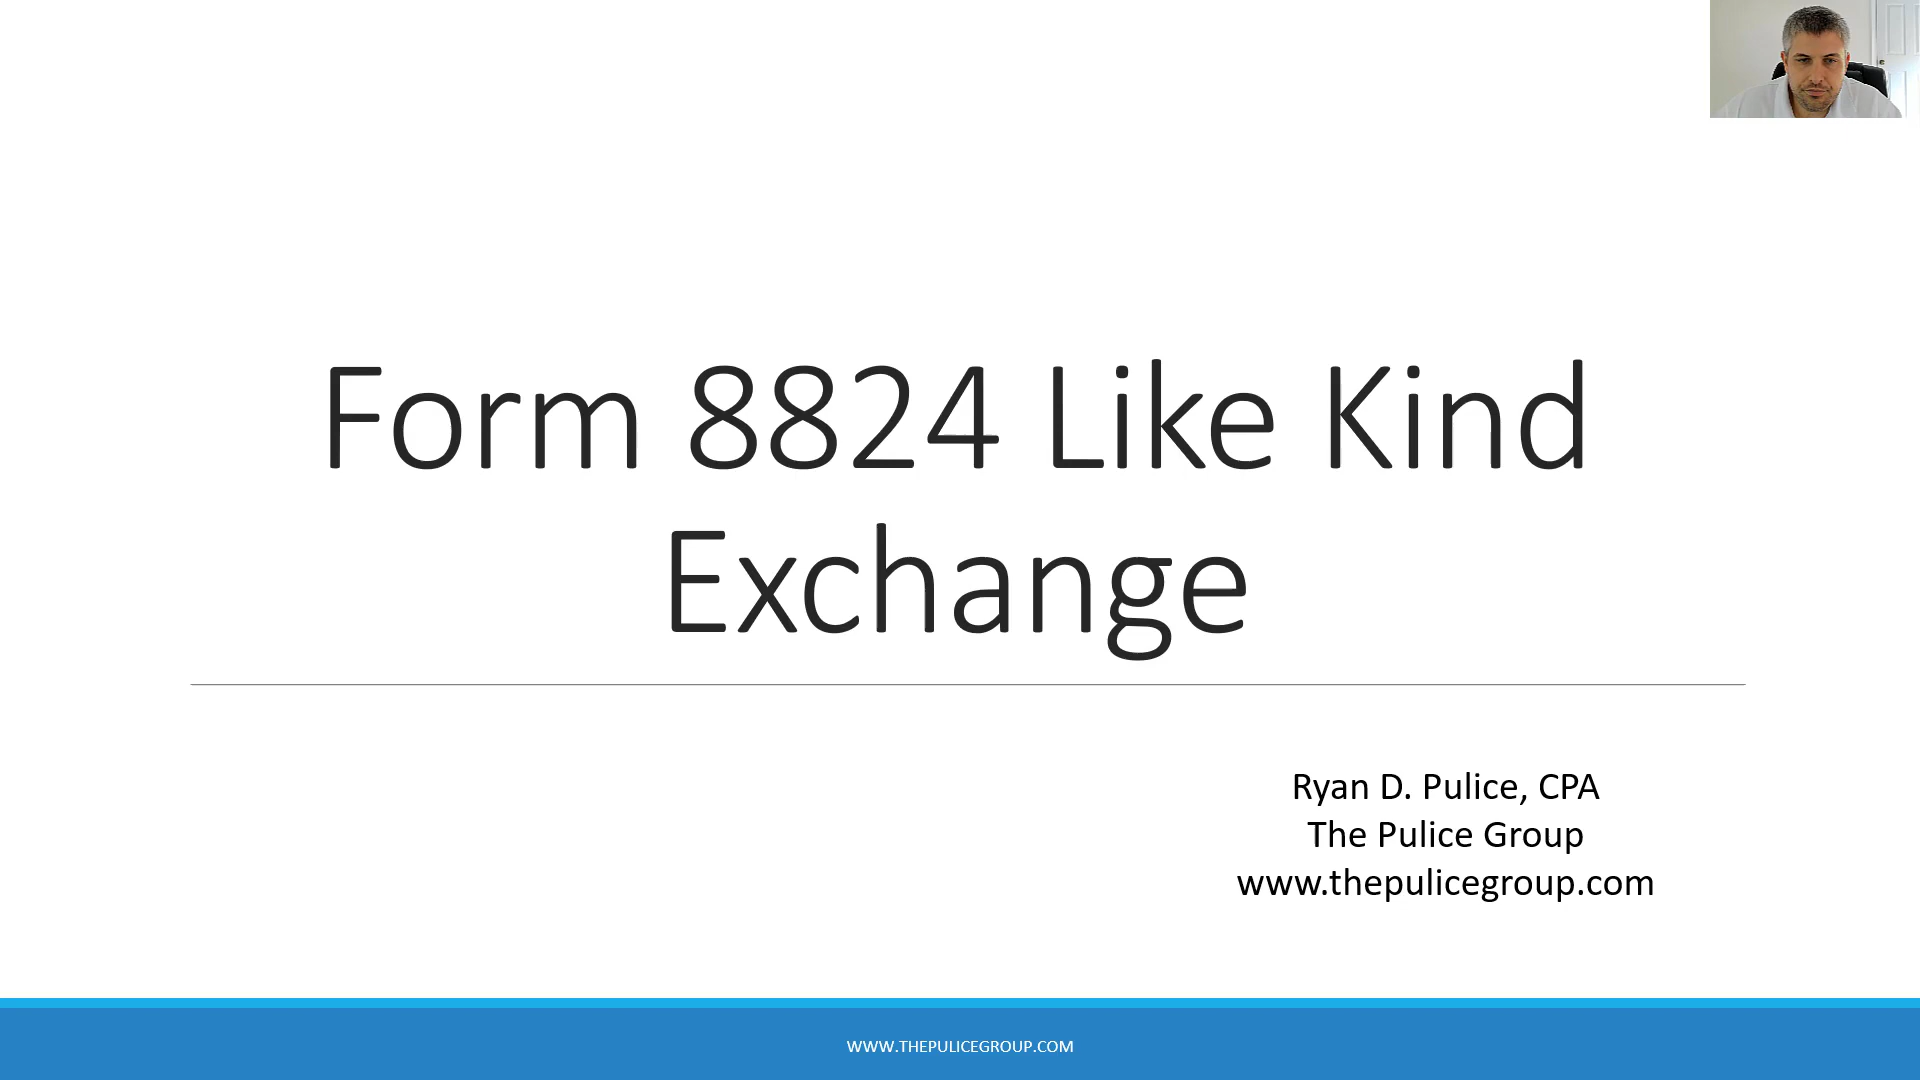 Form 8824 Like Kind
Exchange
Ryan D. Pulice, CPA
The Pulice Group
www.thepulicegroup.com
WWW.THEPULICEGROUP.COM